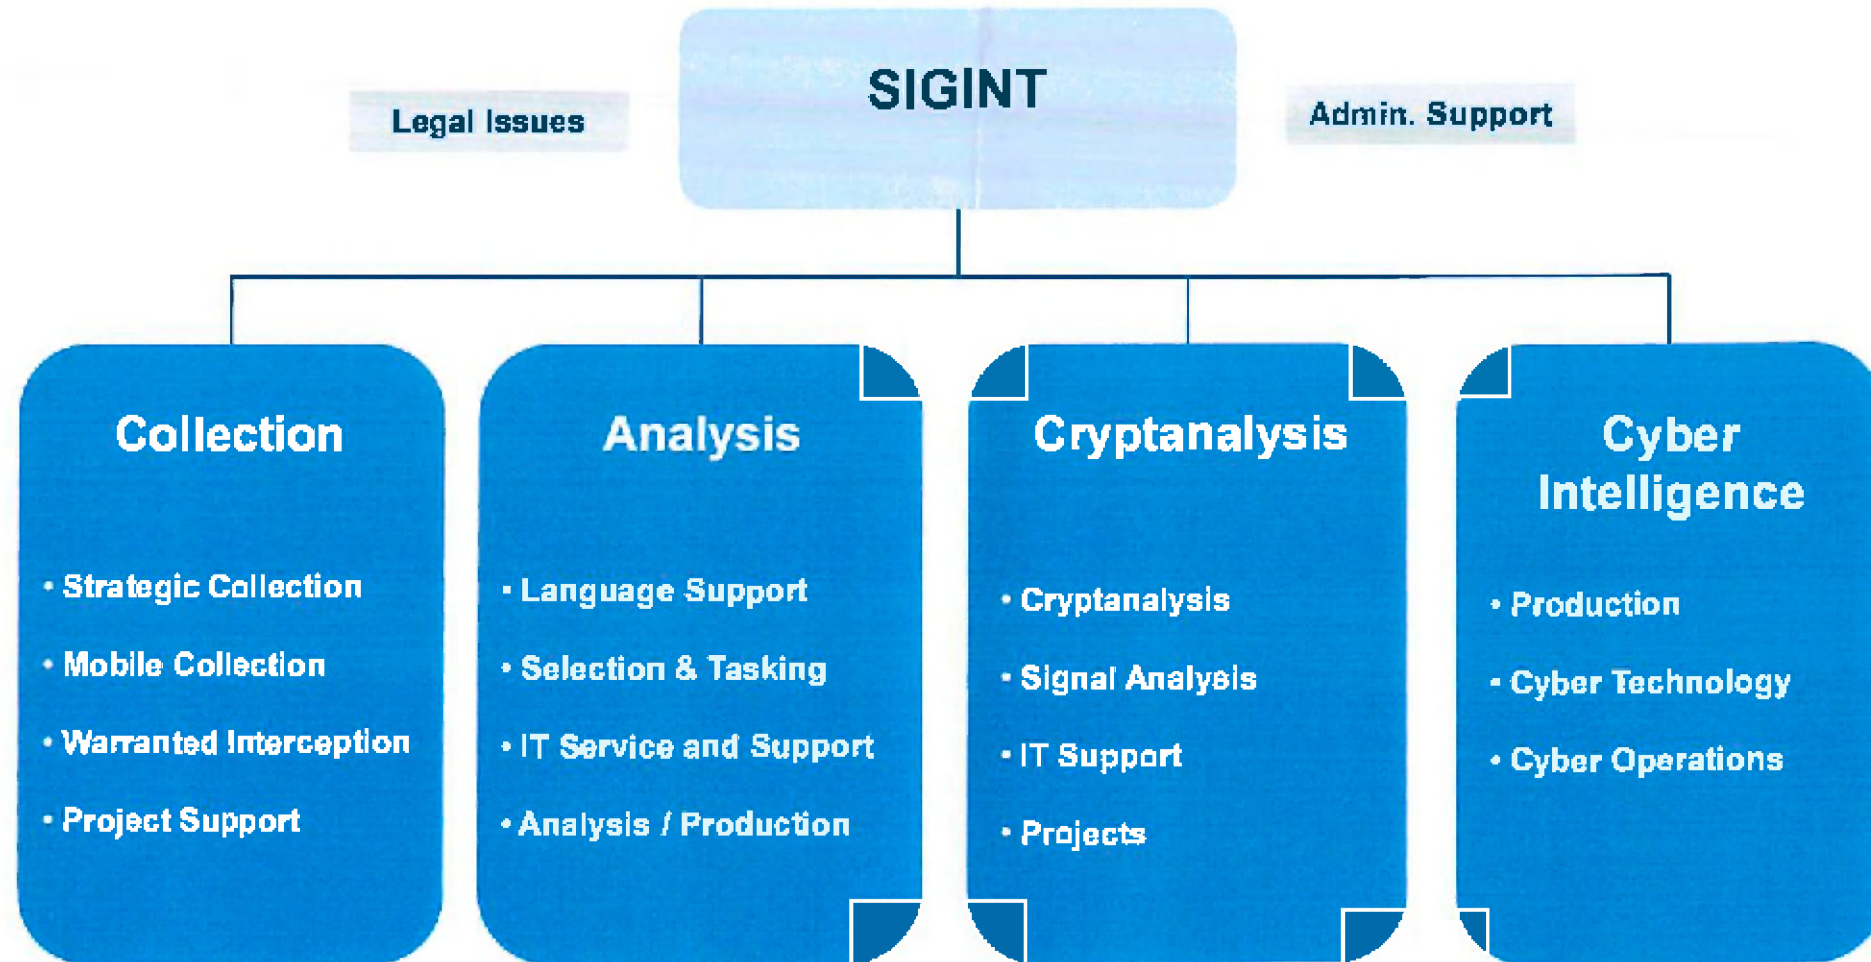 SIGINT
Legal Issues
Admin. Support
Collection
• Strategic Collection
• Mobile Collection
• Warranted Interception
• Project Support
Analysis
• Language Support
• Selection & Tasking
• IT Service and Support
• Analysis / Production
Cryptanalysis
• Cryptanalysis
• Signal Analysis
• IT Support
• Projects
Cyber
Intelligence
• Production
• Cyber Technology
• Cyber Operations